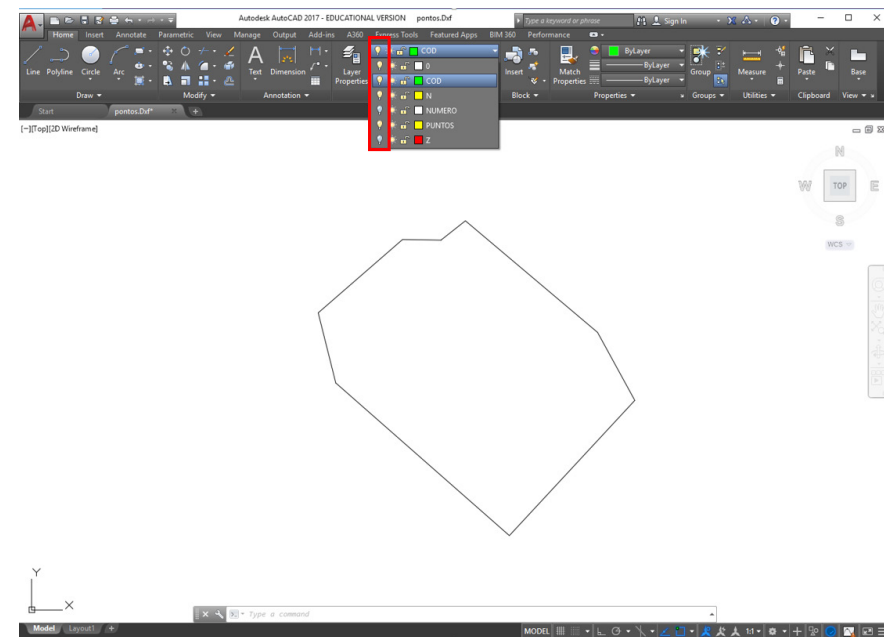 Autodesk AutoCAD 2017 - EDUCATIONAL VERSION pontos.Dxf
Type a keyword or phrase
Sign In
Home Insert Annotate Parametric View Manage Output Add-ins A360 Express Tools Featured Apps BIM 360 Performance
COD
ByLayer
0
ByLayer
Line Polyline Circle Arc Text Dimension Layer Properties Insert Match Properties Group Measure Paste Base
COD
ByLayer
Draw Modify Annotation Block Properties Groups Utilities Clipboard View
N
Start pontos.Dxf*
NUMERO
PUNTOS
[−][Top][2D Wireframe]
Z
N
W TOP E
S
WCS
Y
X
Type a command
Model Layout1 +
MODEL 1:1